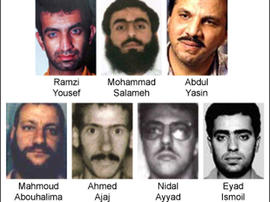 Ramzi Mohammad Abdul
Yousef Salameh Yasin
Mahmoud Ahmed Nidal Eyad
Abouhalima Ajaj Ayyad Ismoil